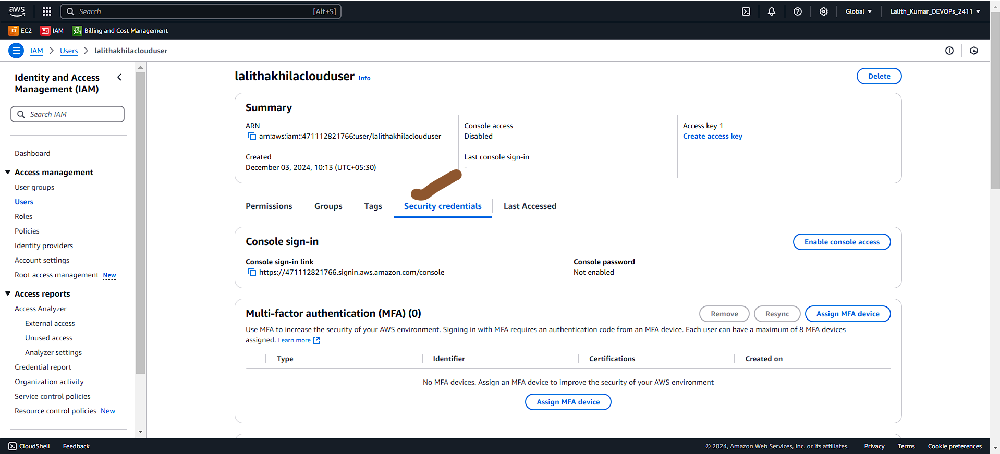 aws Search [Alt+S] Global Lalith_Kumar_DEVOPs_2411
EC2 IAM Billing and Cost Management
IAM Users lalithakhilaclouduser
Identity and Access
Management (IAM)
Search IAM
Dashboard
Access management
User groups
Users
Roles
Policies
Identity providers
Account settings
Root access management New
Access reports
Access Analyzer
External access
Unused access
Analyzer settings
Credential report
Organization activity
Service control policies
Resource control policies New
lalithakhilaclouduser Info
Delete
Summary
ARN
arn:aws:iam::471112821766:user/lalithakhilaclouduser
Created
December 03, 2024, 10:13 (UTC+05:30)
Console access
Disabled
Last console sign-in
-
Access key 1
Create access key
Permissions Groups Tags Security credentials Last Accessed
Console sign-in
Enable console access
Console sign-in link
https://471112821766.signin.aws.amazon.com/console
Console password
Not enabled
Multi-factor authentication (MFA) (0)
Remove Resync Assign MFA device
Use MFA to increase the security of your AWS environment. Signing in with MFA requires an authentication code from an MFA device. Each user can have a maximum of 8 MFA devices
assigned. Learn more
Type Identifier Certifications Created on
No MFA devices. Assign an MFA device to improve the security of your AWS environment
Assign MFA device
CloudShell Feedback © 2024, Amazon Web Services, Inc. or its affiliates. Privacy Terms Cookie preferences